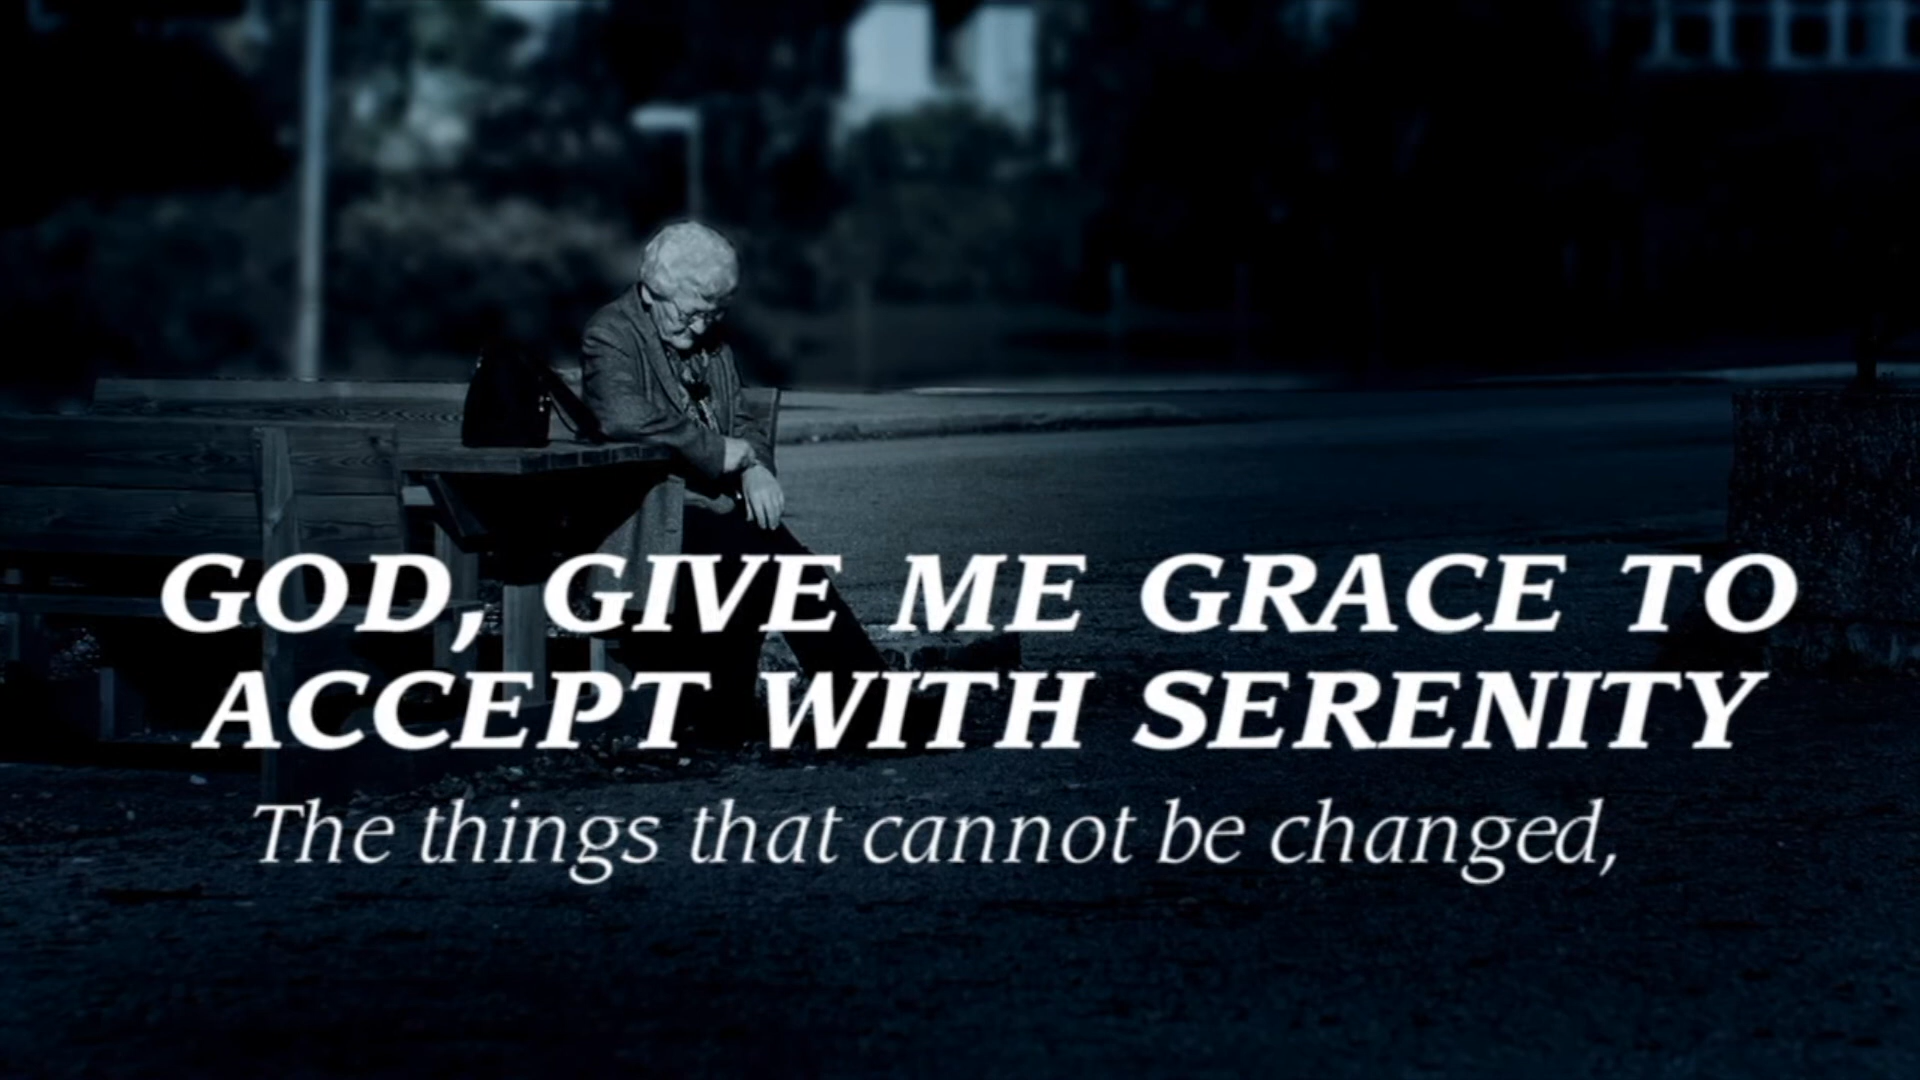 GOD, GIVE ME GRACE TO
ACCEPT WITH SERENITY
The things that cannot be changed,